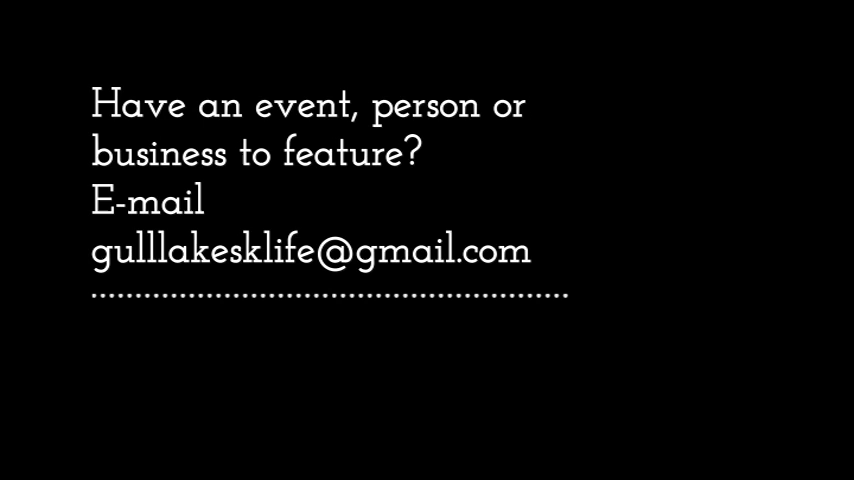 Have an event, person or
business to feature?
E-mail
gulllakesklife@gmail.com
.....................................................